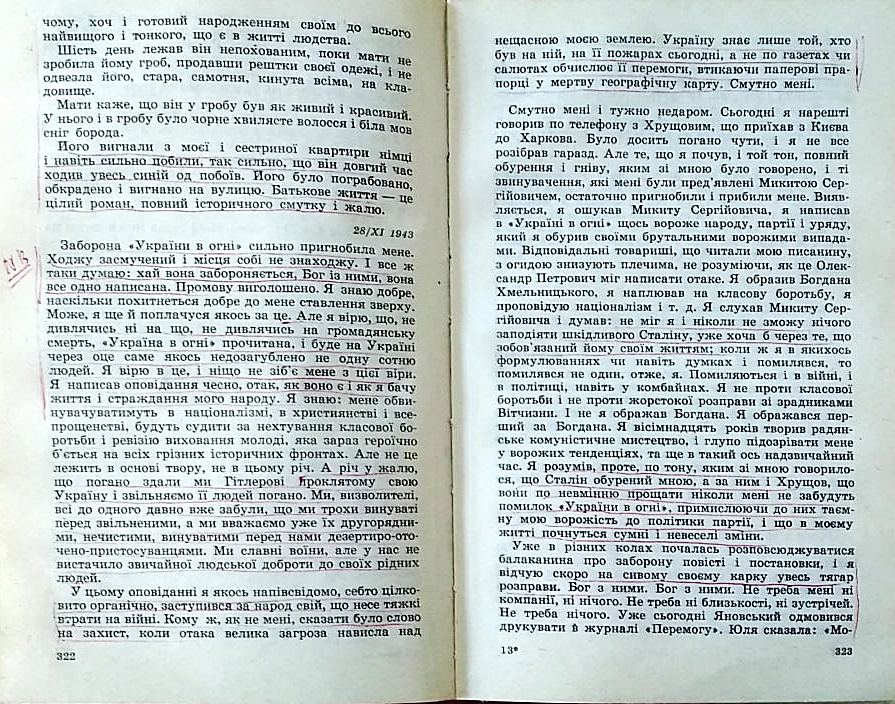 чому, хоч і готовий народженням своїм до всього
найвищого і тонкого, що є в житті людства.
Шість день лежав він непохованим, поки мати не
зробила йому гроб, продавши рештки своєї одежі, і не
одвезла його, стара, самотня, кинута всіма, на кла-
довище.
Мати каже, що він у гробу був як живий і красивий.
У нього і в гробу було чорне хвилясте волосся і біла мов
сніг борода.
Його вигнали з моєї і сестриної квартири німці
і навіть сильно побили, так сильно, що він довгий час
ходив увесь синій од побоїв. Його було пограбовано,
обкрадено і вигнано на вулицю. Батькове життя — це
цілий роман, повний історичного смутку і жалю.
28/XI 1943
Заборона «України в огні» сильно пригнобила мене.
Ходжу засмучений і місця собі не знаходжу. І все ж
таки думаю: хай вона забороняється, Бог із ними, вона
все одно написана. Промову виголошено. Я знаю добре,
наскільки похитнеться добре до мене ставлення зверху.
Може, я ще й поплачуся якось за це. Але я вірю, що, не
дивлячись ні на що, не дивлячись на громадянську
смерть, «Україна в огні» прочитана, і буде на Україні
через оце саме якось недозагублено не одну сотню
людей. Я вірю в це, і ніщо не зіб'є мене з цієї віри.
Я написав оповідання чесно, отак, як воно є і як я бачу
життя і страждання мого народу. Я знаю: мене обви-
нувачуватимуть в націоналізмі, в християнстві і все-
прощенстві, будуть судити за нехтування класової бо-
ротьби і ревізію виховання молоді, яка зараз героїчно
б'ється на всіх грізних історичних фронтах. Але не це
лежить в основі твору, не в цьому річ. А річ у жалю,
що погано здали ми Гітлерові проклятому свою
Україну і звільняємо її людей погано. Ми, визволителі,
всі до одного давно вже забули, що ми трохи винуваті
перед звільненими, а ми вважаємо уже їх другорядни-
ми, нечистими, винуватими перед нами дезертиро-ото-
чено-пристосуванцями. Ми славні воїни, але у нас не
вистачило звичайної людської доброти до своїх рідних
людей.
У цьому оповіданні я якось напівсвідомо, себто цілко-
вито органічно, заступився за народ свій, що несе тяжкі
втрати на війні. Кому ж, як не мені, сказати було слово
на захист, коли отака велика загроза нависла над
322
нещасною моєю землею. Україну знає лише той, хто
був на ній, на її пожарах сьогодні, а не по газетах чи
салютах обчислює її перемоги, втикаючи паперові пра-
порці у мертву географічну карту. Смутно мені.
Смутно мені і тужно недаром. Сьогодні я нарешті
говорив по телефону з Хрущовим, що приїхав з Києва
до Харкова. Було досить погано чути, і я не все
розібрав гаразд. Але те, що я почув, і той тон, повний
обурення і гніву, яким зі мною було говорено, і ті
звинувачення, які мені були пред'явлені Микитою Сер-
гійовичем, остаточно пригнобили і прибили мене. Вияв-
ляється, я ошукав Микиту Сергійовича, я написав
в «Україні в огні» щось вороже народу, партії і уряду,
який я обурив своїми брутальними ворожими випада-
ми. Відповідальні товариші, що читали мою писанину,
з огидою знизують плечима, не розуміючи, як це Олек-
сандр Петрович міг написати отаке. Я образив Богдана
Хмельницького, я наплював на класову боротьбу, я
проповідую націоналізм і т. д. Я слухав Микиту Сер-
гійовича і думав: не міг я і ніколи не зможу нічого
заподіяти шкідливого Сталіну, уже хоча б через те, що
зобов'язаний йому своїм життям; коли ж я в якихось
формулюваннях чи навіть думках і помилявся, то
помилявся не один, отже, я. Помиляються і в війні, і
в політиці, навіть у комбайнах. Я не проти класової
боротьби і не проти жорстокої розправи зі зрадниками
Вітчизни. І не я ображав Богдана. Я ображався пер-
ший за Богдана. Я вісімнадцять років творив радян-
ське комуністичне мистецтво, і глупо підозрівати мене
у ворожих тенденціях, та ще в такий ось надзвичайний
час. Я розумів, проте, по тону, яким зі мною говорило-
ся, що Сталін обурений мною, а за ним і Хрущов, що
вони по невмінню прощати ніколи мені не забудуть
помилок «України в огні», примислюючи до них таєм-
ну мою ворожість до політики партії, і що в моєму
житті почнуться сумні і невеселі зміни.
Уже в різних колах почалась розповсюджуватися
балаканина про заборону повісті і постановки, і я
відчую скоро на сивому своєму карку увесь тягар
розправи. Бог з ними. Бог з ними. Не треба мені ні
компанії, ні нічого. Не треба ні близькості, ні зустрічей.
Не треба нічого. Уже сьогодні Яновський одмовився
друкувати в журналі «Перемогу». Юля сказала: «Мо-
13*
323